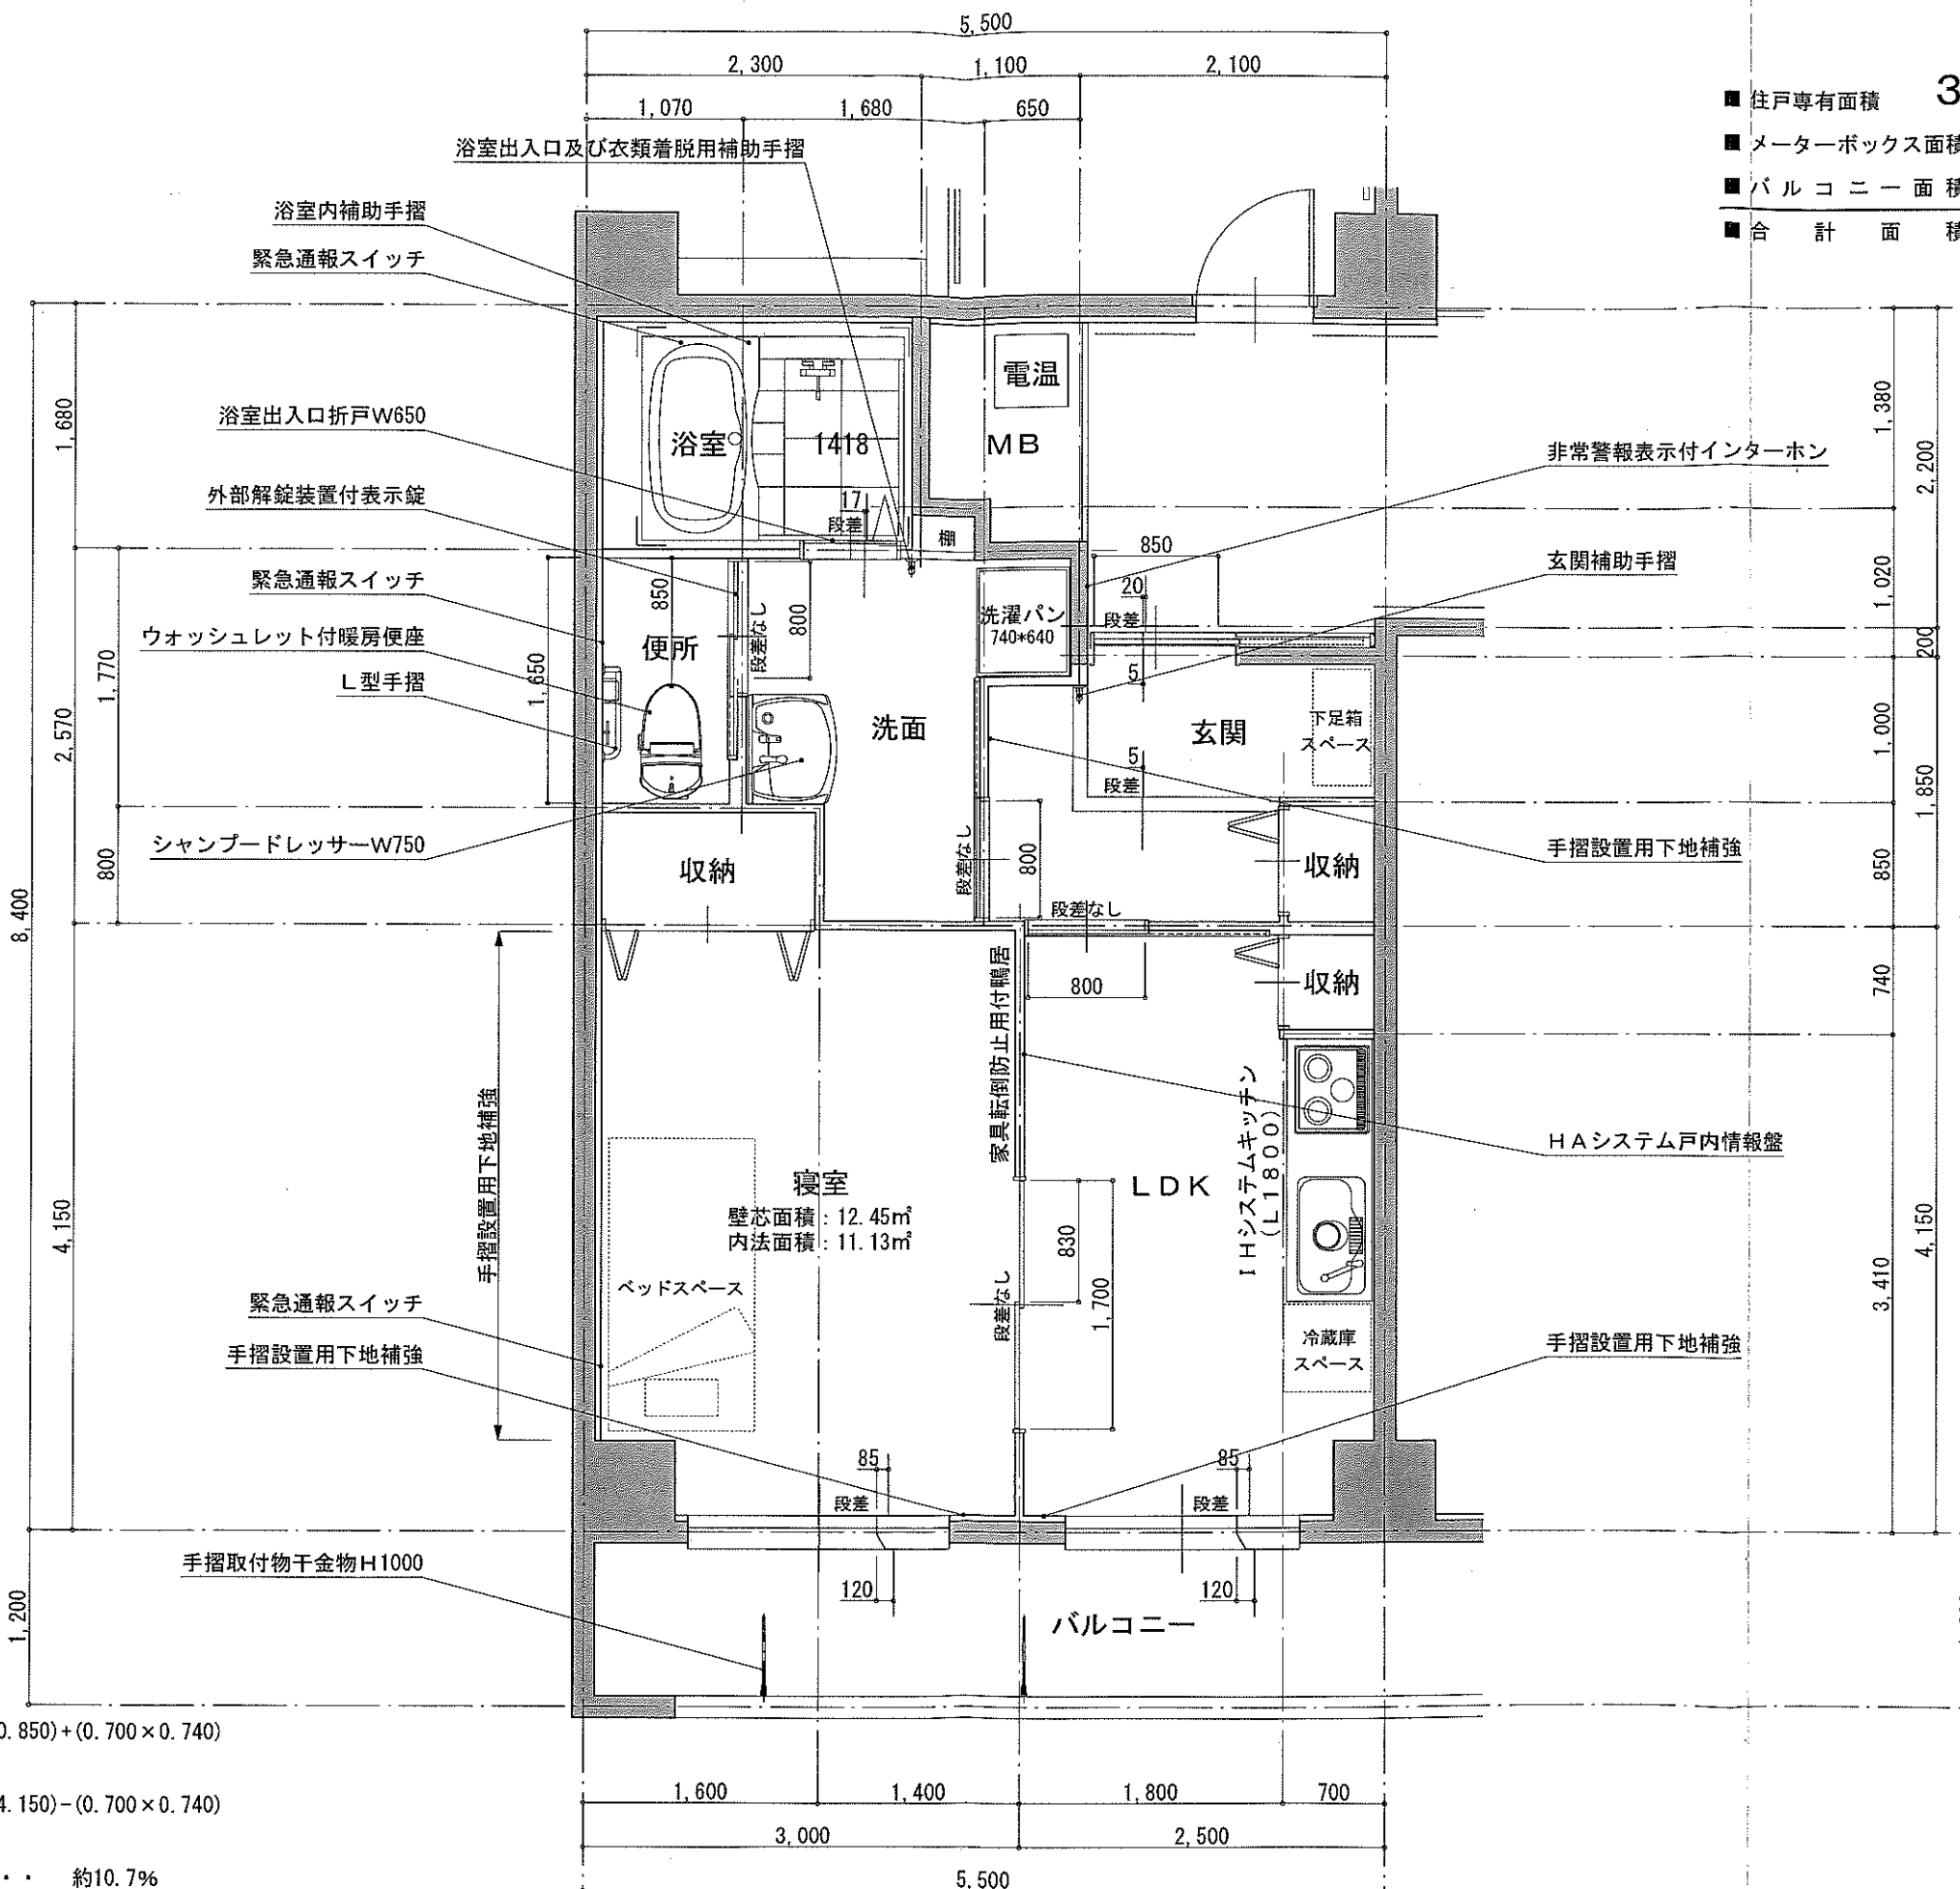 5,500
2,300
1,100
2,100
1,070
1,680
650
■ 住戸専有面積 3
■ メーターボックス面積
■ バルコニー面積
■ 合計面積
浴室出入口及び衣類着脱用補助手摺
浴室内補助手摺
緊急通報スイッチ
浴室出入口折戸W650
外部解錠装置付表示錠
緊急通報スイッチ
ウォッシュレット付暖房便座
L型手摺
シャンプードレッサーW750
手摺設置用下地補強
緊急通報スイッチ
手摺設置用下地補強
手摺取付物干金物H1000
1,680
1,770
2,570
800
8,400
4,150
1,200
浴室
1418
17
段差
棚
電温
MB
850
20
段差
5
便所
850
1,650
段差なし
800
洗濯パン
740*640
洗面
玄関
下足箱
スペース
5
段差
収納
段差なし
800
段差なし
収納
800
収納
家具転倒防止用付鴨居
寝室
壁芯面積:12.45㎡
内法面積:11.13㎡
ベッドスペース
LDK
IHシステムキッチン
(L1800)
830
1,700
段差なし
冷蔵庫
スペース
85
段差
85
段差
120
120
バルコニー
非常警報表示付インターホン
玄関補助手摺
手摺設置用下地補強
HAシステム戸内情報盤
手摺設置用下地補強
1,380
2,200
1,020
200
1,000
1,850
850
740
3,410
4,150
0.850)+(0.700×0.740)
4.150)-(0.700×0.740)
・・ 約10.7%
1,600
1,400
1,800
700
3,000
2,500
5,500